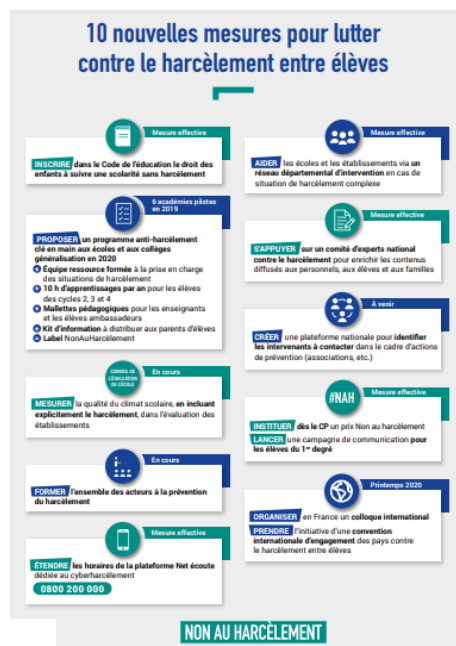 10 nouvelles mesures pour lutter
contre le harcèlement entre élèves
Mesure effective
INSCRIRE dans le Code de l'éducation le droit des
enfants à suivre une scolarité sans harcèlement
6 académies pilotes
en 2019
PROPOSER un programme anti-harcèlement
clé en main aux écoles et aux collèges
généralisation en 2020
Équipe ressource formée à la prise en charge
des situations de harcèlement
10 h d'apprentissages par an pour les élèves
des cycles 2, 3 et 4
Mallettes pédagogiques pour les enseignants
et les élèves ambassadeurs
Kit d'information à distribuer aux parents d'élèves
Label NonAuHarcèlement
CONSEIL DE
L'ÉVALUATION
DE L'ÉCOLE
En cours
MESURER la qualité du climat scolaire, en incluant
explicitement le harcèlement, dans l'évaluation des
établissements
En cours
FORMER l'ensemble des acteurs à la prévention
du harcèlement
Mesure effective
ÉTENDRE les horaires de la plateforme Net écoute
dédiée au cyberharcèlement
0800 200 000
Mesure effective
AIDER les écoles et les établissements via un
réseau départemental d'intervention en cas de
situation de harcèlement complexe
Mesure effective
S'APPUYER sur un comité d'experts national
contre le harcèlement pour enrichir les contenus
diffusés aux personnels, aux élèves et aux familles
À venir
CRÉER une plateforme nationale pour identifier
les intervenants à contacter dans le cadre d'actions
de prévention (associations, etc.)
#NAH
Mesure effective
INSTITUER dès le CP un prix Non au harcèlement
LANCER une campagne de communication pour
les élèves du 1er degré
Printemps 2020
ORGANISER en France un colloque international
PRENDRE l'initiative d'une convention
internationale d'engagement des pays contre
le harcèlement entre élèves
NON AU HARCÈLEMENT